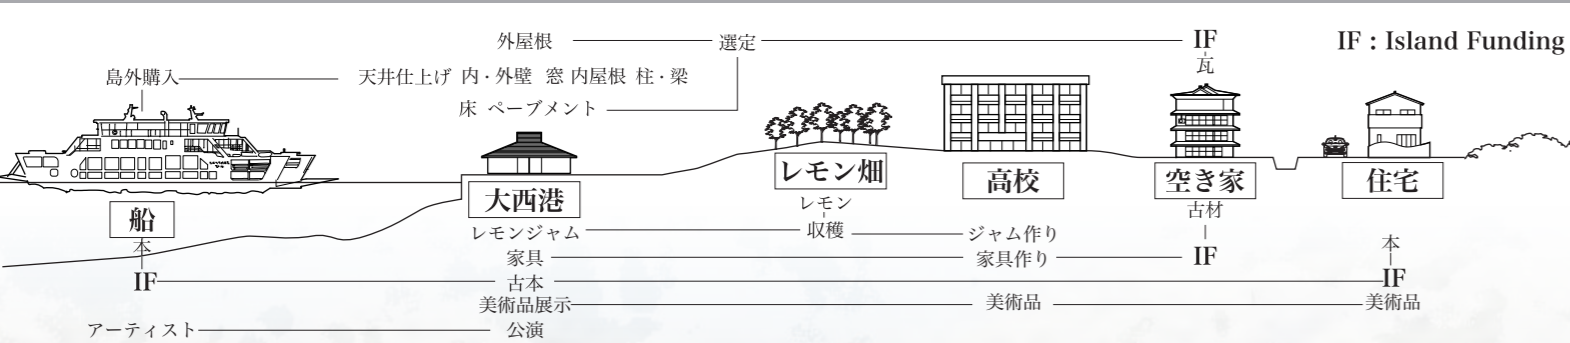 外屋根 選定 IF IF : Island Funding
瓦
島外購入 天井仕上げ 内・外壁 窓 内屋根 柱・梁
床 ペーブメント
船 大西港 レモン畑 高校 空き家 住宅
レモン 古材
本 レモンジャム 収穫 ジャム作り 本
家具 家具作り IF
IF 古本 IF
美術品展示 美術品 美術品
アーティスト 公演